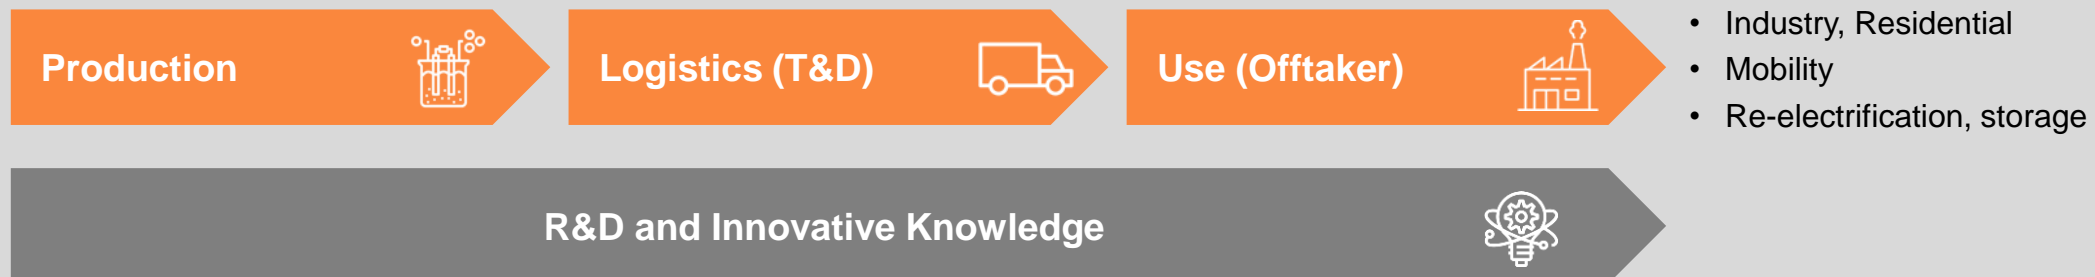 Production
Logistics (T&D)
Use (Offtaker)
• Industry, Residential
• Mobility
• Re-electrification, storage
R&D and Innovative Knowledge